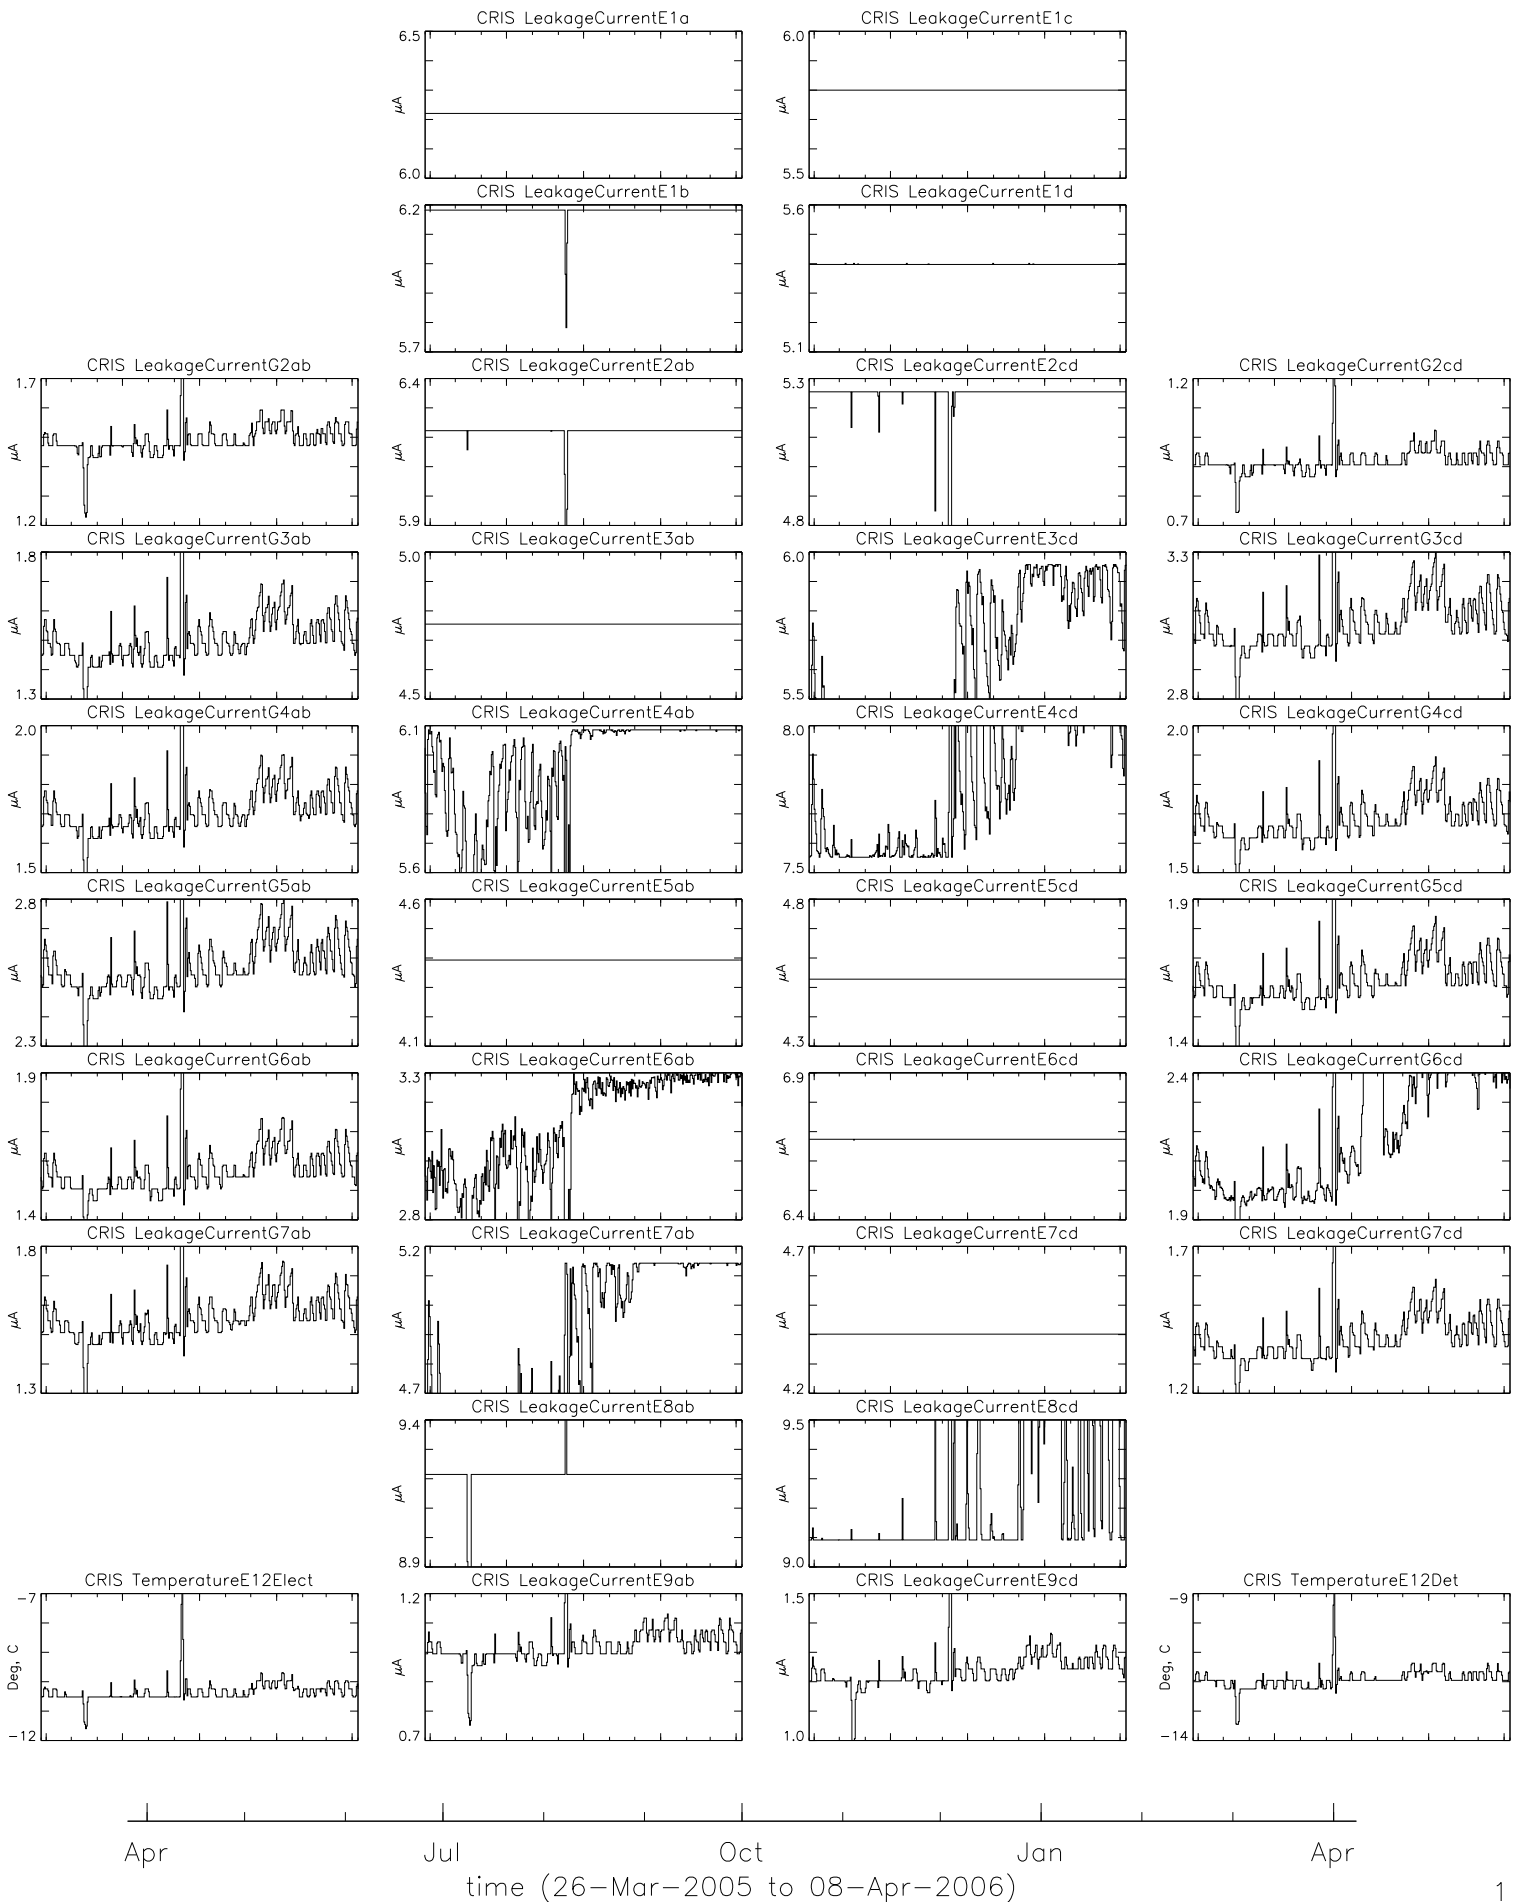 CRIS LeakageCurrentE1a
CRIS LeakageCurrentE1c
6.5
μA
6.0
6.0
μA
5.5
CRIS LeakageCurrentE1b
CRIS LeakageCurrentE1d
6.2
μA
5.7
5.6
μA
5.1
CRIS LeakageCurrentG2ab
CRIS LeakageCurrentE2ab
CRIS LeakageCurrentE2cd
CRIS LeakageCurrentG2cd
1.7
μA
1.2
6.4
μA
5.9
5.3
μA
4.8
1.2
μA
0.7
CRIS LeakageCurrentG3ab
CRIS LeakageCurrentE3ab
CRIS LeakageCurrentE3cd
CRIS LeakageCurrentG3cd
1.8
μA
1.3
5.0
μA
4.5
6.0
μA
5.5
3.3
μA
2.8
CRIS LeakageCurrentG4ab
CRIS LeakageCurrentE4ab
CRIS LeakageCurrentE4cd
CRIS LeakageCurrentG4cd
2.0
μA
1.5
6.1
μA
5.6
8.0
μA
7.5
2.0
μA
1.5
CRIS LeakageCurrentG5ab
CRIS LeakageCurrentE5ab
CRIS LeakageCurrentE5cd
CRIS LeakageCurrentG5cd
2.8
μA
2.3
4.6
μA
4.1
4.8
μA
4.3
1.9
μA
1.4
CRIS LeakageCurrentG6ab
CRIS LeakageCurrentE6ab
CRIS LeakageCurrentE6cd
CRIS LeakageCurrentG6cd
1.9
μA
1.4
3.3
μA
2.8
6.9
μA
6.4
2.4
μA
1.9
CRIS LeakageCurrentG7ab
CRIS LeakageCurrentE7ab
CRIS LeakageCurrentE7cd
CRIS LeakageCurrentG7cd
1.8
μA
1.3
5.2
μA
4.7
4.7
μA
4.2
1.7
μA
1.2
CRIS LeakageCurrentE8ab
CRIS LeakageCurrentE8cd
9.4
μA
8.9
9.5
μA
9.0
CRIS TemperatureE12Elect
CRIS LeakageCurrentE9ab
CRIS LeakageCurrentE9cd
CRIS TemperatureE12Det
−7
Deg, C
−12
1.2
μA
0.7
1.5
μA
1.0
−9
Deg, C
−14
Apr Jul Oct Jan Apr
time (26−Mar−2005 to 08−Apr−2006)
1